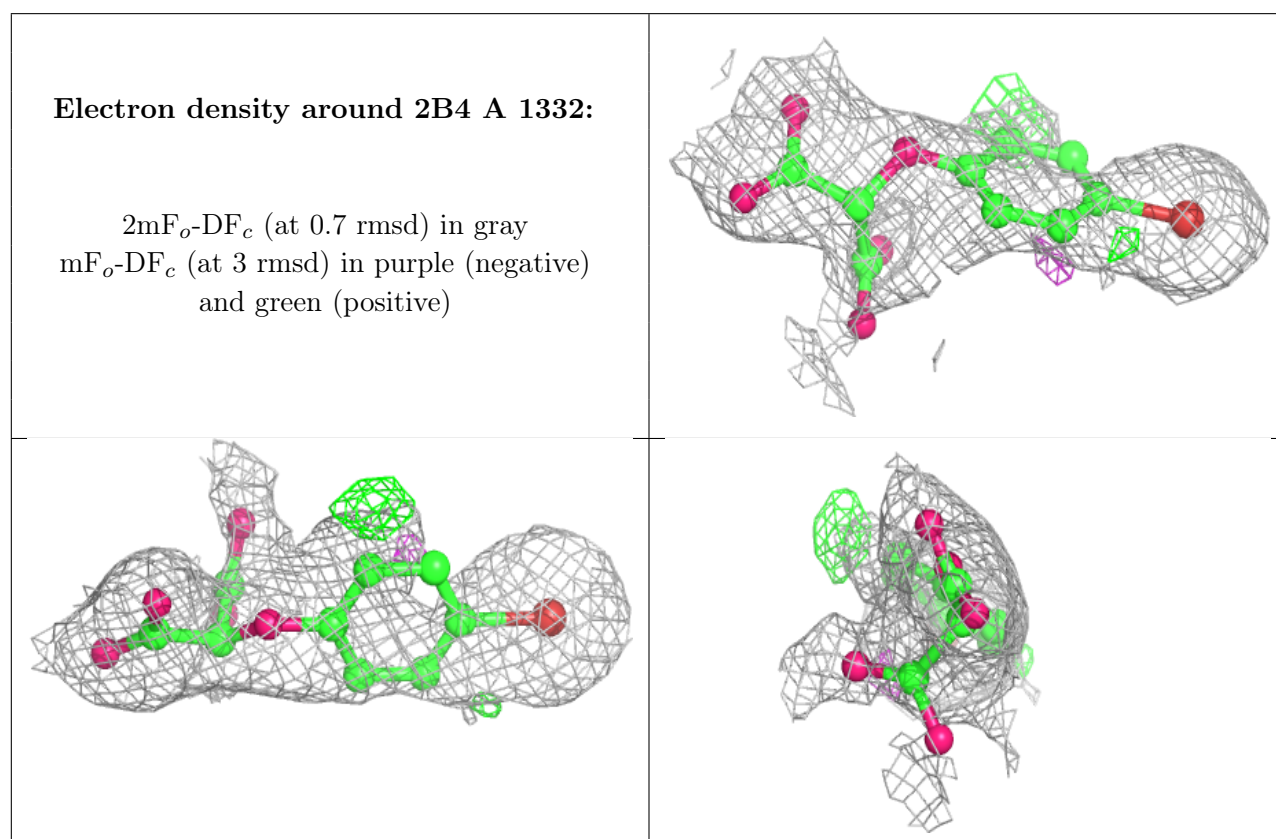 Electron density around 2B4 A 1332:
2mFo-DFc (at 0.7 rmsd) in gray
mFo-DFc (at 3 rmsd) in purple (negative)
and green (positive)